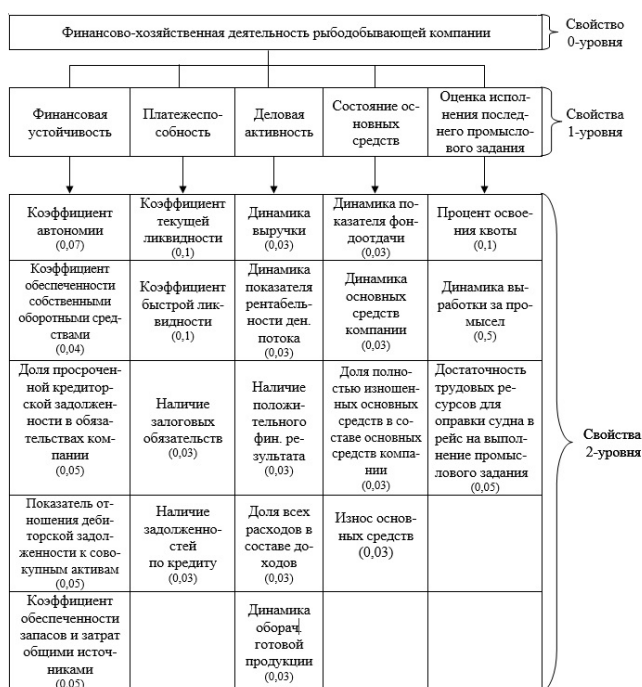 Финансово-хозяйственная деятельность рыбодобывающей компании
Свойство
0-уровня
Финансовая
устойчивость
Платежеспо-
собность
Деловая
активность
Состояние ос-
новных
средств
Оценка испол-
нения послед-
него промысло-
вого задания
Свойства
1-уровня
Коэффициент
автономии
(0,07)
Коэффициент
текущей
ликвидности
(0,1)
Динамика
выручки
(0,03)
Динамика по-
казателя фон-
доотдачи
(0,03)
Процент освое-
ния квоты
(0,1)
Коэффициент
обеспеченности
собственными
оборотными сред-
ствами
(0,04)
Коэффициент
быстрой лик-
видности
(0,1)
Динамика
показателя
рентабель-
ности ден.
потока
(0,03)
Динамика
основных
средств
компании
(0,03)
Динамика вы-
работки за про-
мысел
(0,5)
Доля просрочен-
ной кредитор-
ской задолжен-
ности в обяза-
тельствах ком-
пании
(0,05)
Наличие
залоговых
обязательств
(0,03)
Наличие
положи-
тельного
фин. ре-
зультата
(0,03)
Доля полно-
стью изношен-
ных основных
средств в со-
ставе основных
средств компа-
нии
(0,03)
Достаточность
трудовых ре-
сурсов для
оправки судна в
рейс на выпол-
нение промыс-
лового задания
(0,05)
Свойства
2-уровня
Показатель от-
ношения деби-
торской задол-
женности к сово-
купным активам
(0,05)
Наличие
задолженно-
стей
по кредиту
(0,03)
Доля всех
расходов в
составе до-
ходов
(0,03)
Износ основ-
ных средств
(0,03)
Коэффициент
обеспеченности
запасов и затрат
общими источ-
никами
(0,05)
Динамика
оборач.
готовой
продукции
(0,03)